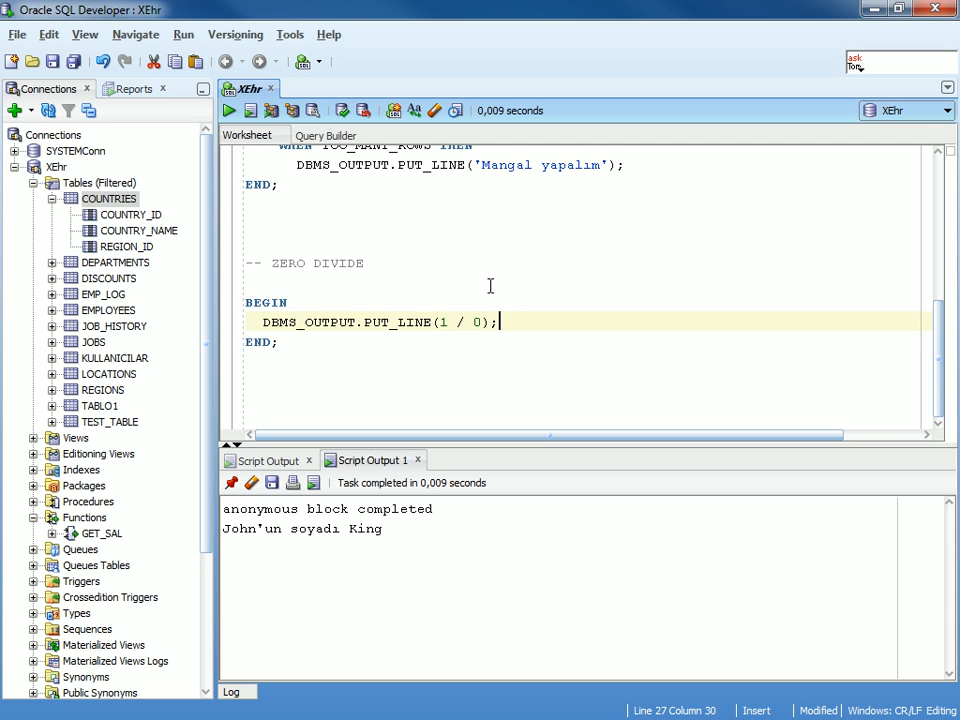 Oracle SQL Developer : XEhr
File Edit View Navigate Run Versioning Tools Help
ask
Tom
Connections Reports
XEhr
0,009 seconds
XEhr
Worksheet Query Builder
Connections
SYSTEMConn
XEhr
Tables (Filtered)
COUNTRIES
COUNTRY_ID
COUNTRY_NAME
REGION_ID
DEPARTMENTS
DISCOUNTS
EMP_LOG
EMPLOYEES
JOB_HISTORY
JOBS
KULLANICILAR
LOCATIONS
REGIONS
TABLO1
TEST_TABLE
Views
Editioning Views
Indexes
Packages
Procedures
Functions
GET_SAL
Queues
Queues Tables
Triggers
Crossedition Triggers
Types
Sequences
Materialized Views
Materialized Views Logs
Synonyms
Public Synonyms
WHEN TOO_MANY_ROWS THEN
DBMS_OUTPUT.PUT_LINE('Mangal yapalım');
END;
-- ZERO DIVIDE
BEGIN
DBMS_OUTPUT.PUT_LINE(1 / 0);
END;
Script Output Script Output 1
Task completed in 0,009 seconds
anonymous block completed
John'un soyadı King
Log
Line 27 Column 30 Insert Modified Windows: CR/LF Editing